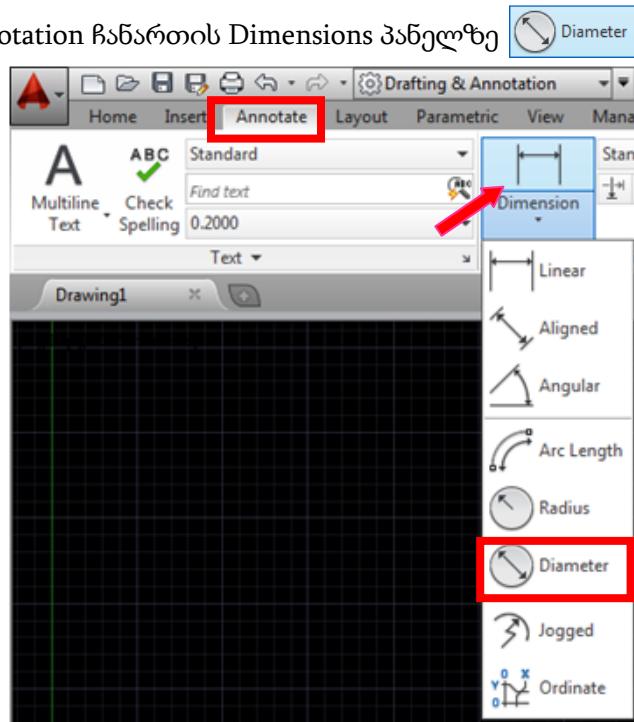 otation ჩანართის Dimensions პანელზე Diameter
Drafting & Annotation
Home Insert Annotate Layout Parametric View Mana
A ABC Standard Stan
Find text
Multiline Text Check Spelling 0.2000 Dimension
Text
Drawing1
Linear
Aligned
Angular
Arc Length
Radius
Diameter
Jogged
Ordinate